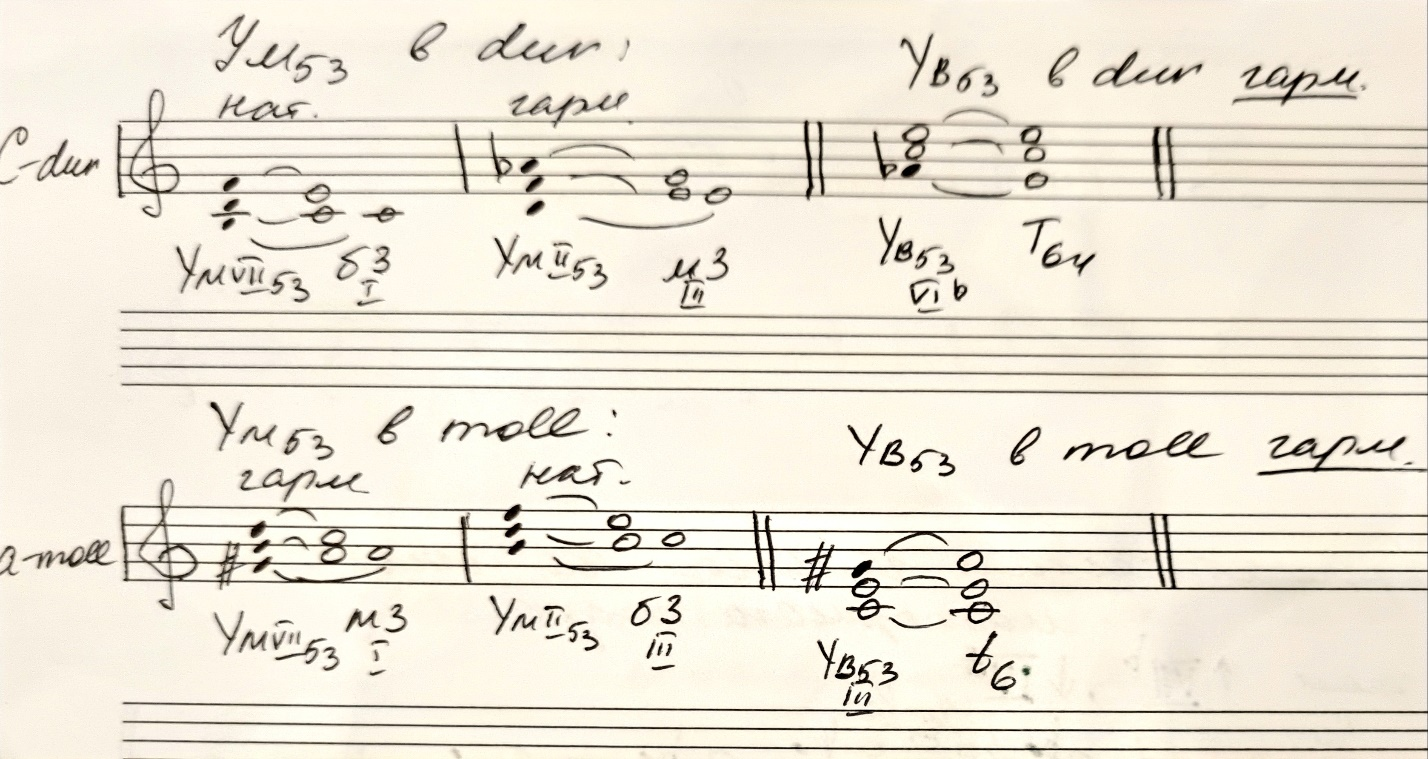 Ум53 в dur: Ув53 в dur гарм.
нат. гарм.
C-dur
УмVII53 б3 УмII53 м3 Ув53 T64
I III VIb
Ум53 в moll: Ув53 в moll гарм.
гарм нат.
a-moll
УмVII53 м3 УмII53 б3 Ув53 t6.
I III III